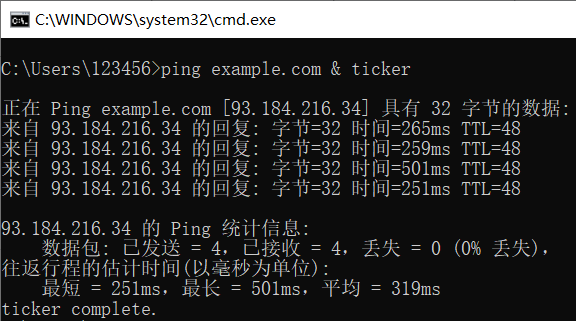 C:\WINDOWS\system32\cmd.exe
C:\Users\123456>ping example.com & ticker
正在 Ping example.com [93.184.216.34] 具有 32 字节的数据:
来自 93.184.216.34 的回复: 字节=32 时间=265ms TTL=48
来自 93.184.216.34 的回复: 字节=32 时间=259ms TTL=48
来自 93.184.216.34 的回复: 字节=32 时间=501ms TTL=48
来自 93.184.216.34 的回复: 字节=32 时间=251ms TTL=48
93.184.216.34 的 Ping 统计信息:
数据包: 已发送 = 4，已接收 = 4，丢失 = 0 (0% 丢失)，
往返行程的估计时间(以毫秒为单位):
最短 = 251ms，最长 = 501ms，平均 = 319ms
ticker complete.